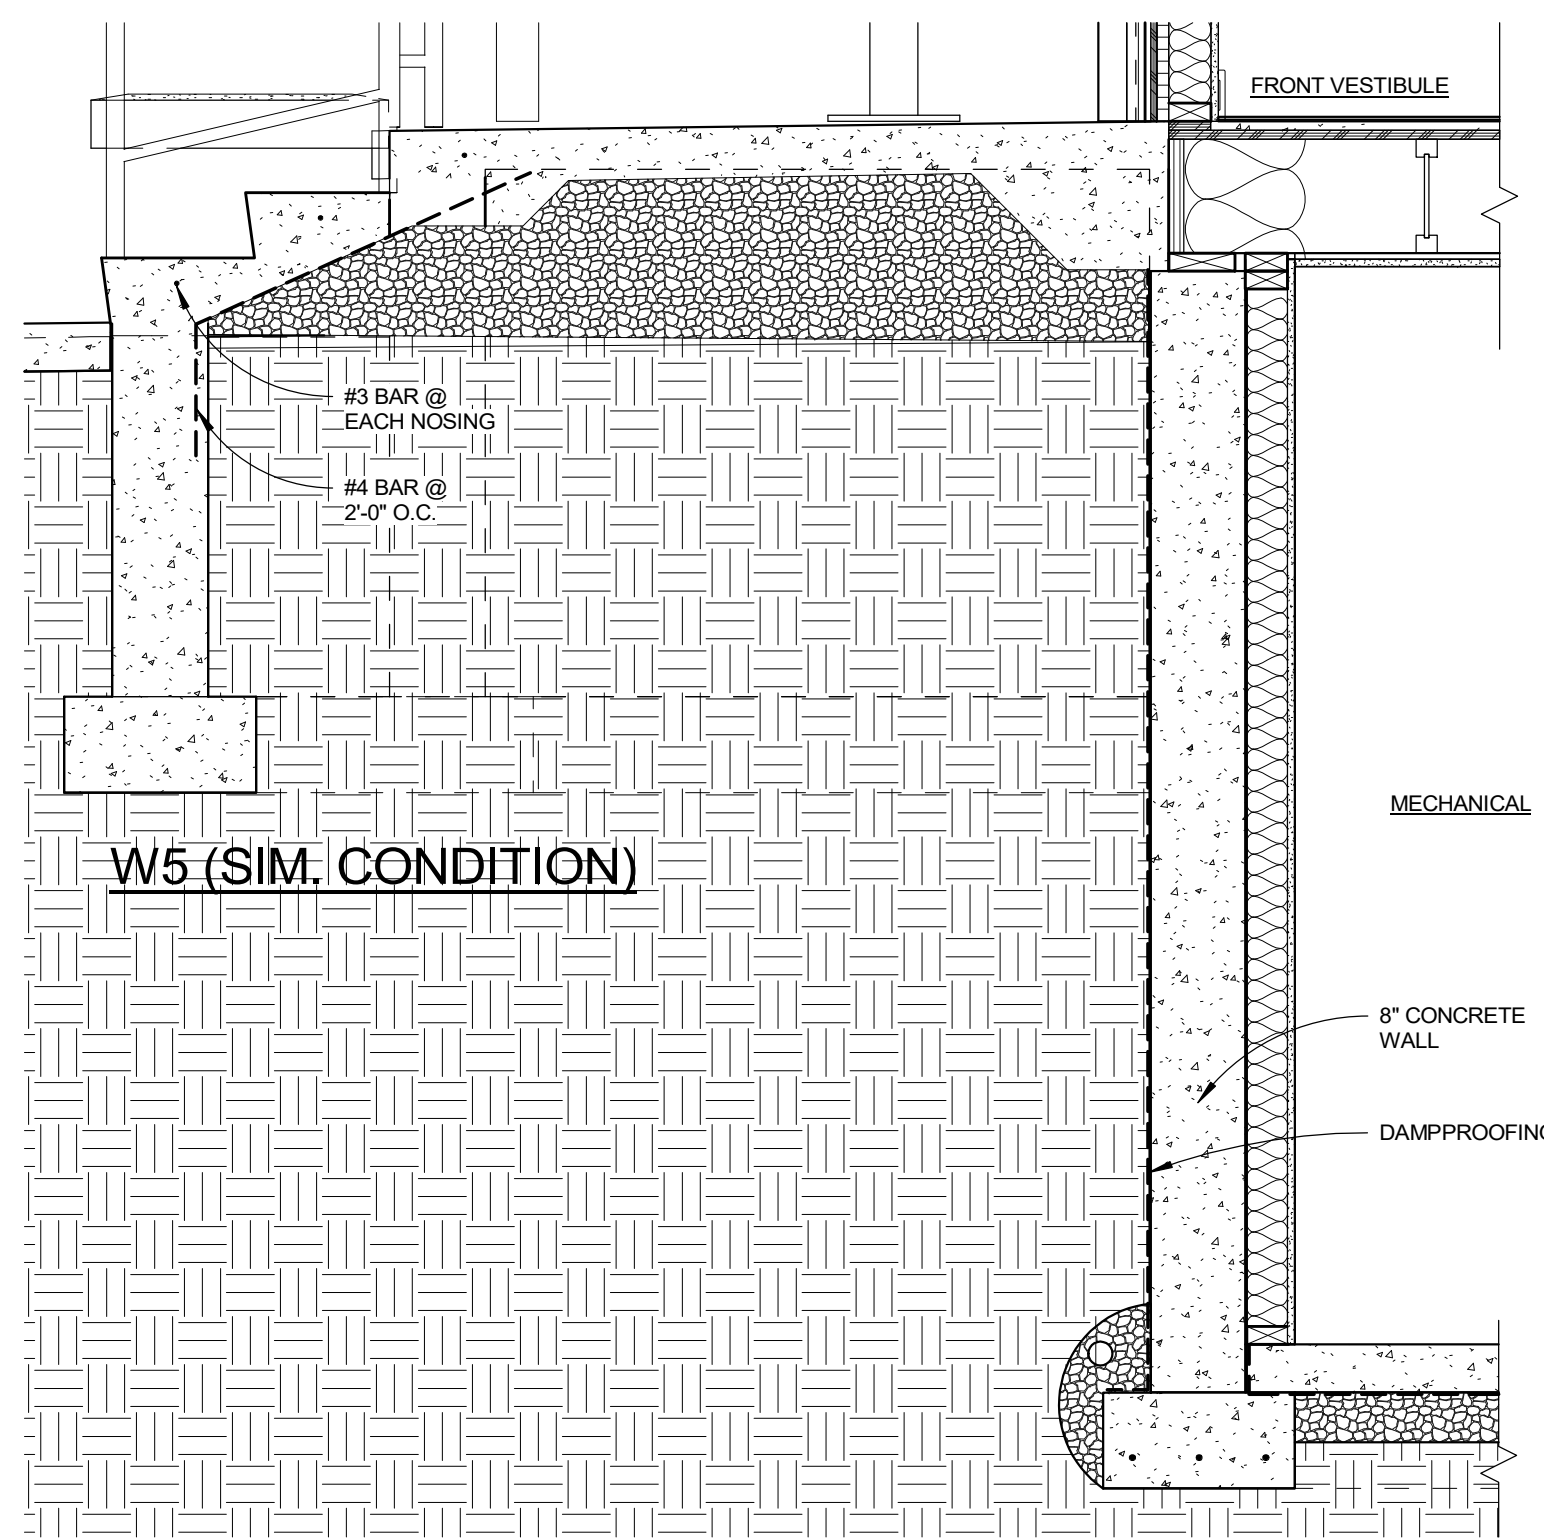 FRONT VESTIBULE
#3 BAR @
EACH NOSING
#4 BAR @
2'-0" O.C.
MECHANICAL
W5 (SIM. CONDITION)
8" CONCRETE
WALL
DAMPPROOFING